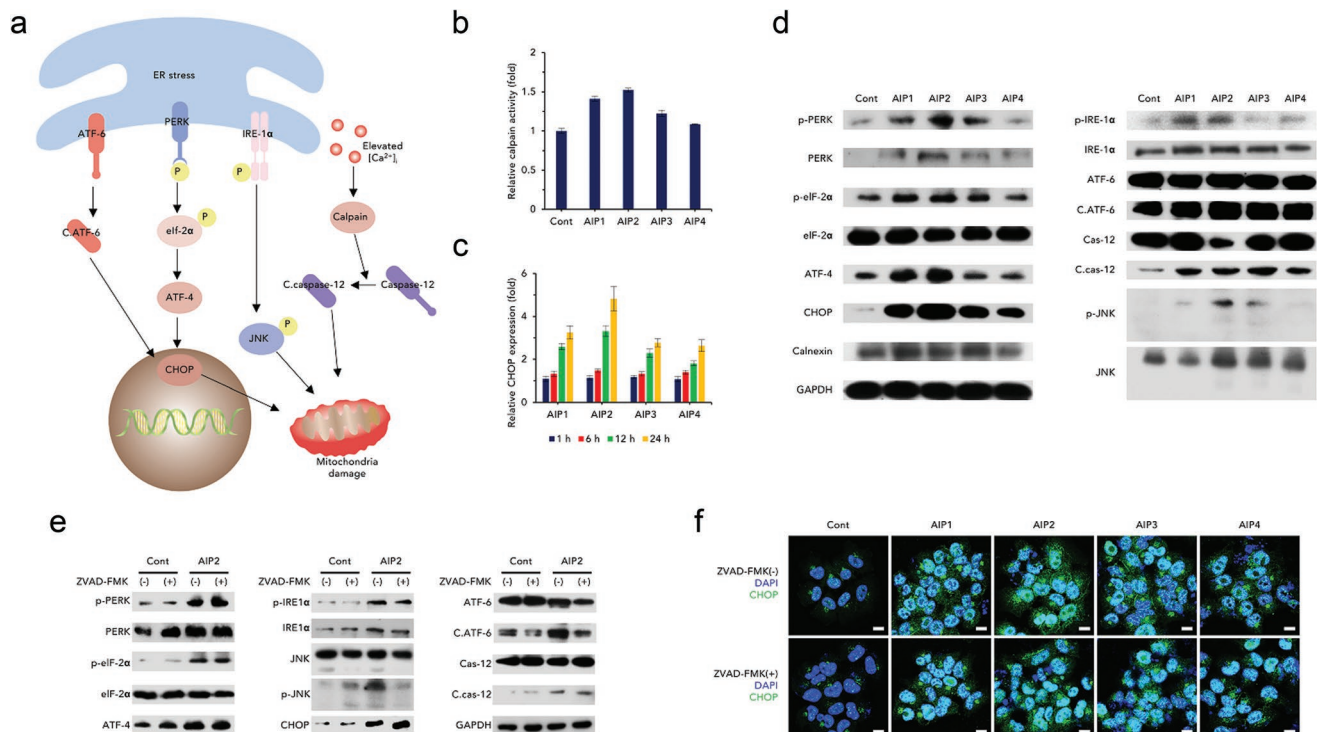 a
ER stress
ATF-6
PERK
IRE-1α
P
P
Elevated
[Ca²⁺]i
C.ATF-6
eIf-2α
P
Calpain
ATF-4
C.caspase-12
Caspase-12
JNK
P
CHOP
Mitochondria
damage
b
Relative calpain activity (fold)
2
1.5
1
0.5
0
Cont AIP1 AIP2 AIP3 AIP4
c
Relative CHOP expression (fold)
6
4
2
0
AIP1 AIP2 AIP3 AIP4
1 h 6 h 12 h 24 h
d
Cont AIP1 AIP2 AIP3 AIP4
p-PERK
PERK
p-eIF-2α
eIF-2α
ATF-4
CHOP
Calnexin
GAPDH
Cont AIP1 AIP2 AIP3 AIP4
p-IRE-1α
IRE-1α
ATF-6
C.ATF-6
Cas-12
C.cas-12
p-JNK
JNK
e
Cont AIP2
ZVAD-FMK (-) (+) (-) (+)
p-PERK
PERK
p-eIF-2α
eIF-2α
ATF-4
Cont AIP2
ZVAD-FMK (-) (+) (-) (+)
p-IRE1α
IRE1α
JNK
p-JNK
CHOP
Cont AIP2
ZVAD-FMK (-) (+) (-) (+)
ATF-6
C.ATF-6
Cas-12
C.cas-12
GAPDH
f
Cont AIP1 AIP2 AIP3 AIP4
ZVAD-FMK(-)
DAPI
CHOP
ZVAD-FMK(+)
DAPI
CHOP